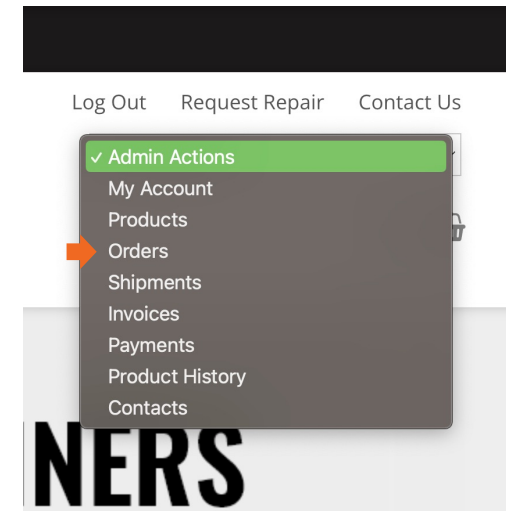 Log Out Request Repair Contact Us
✓ Admin Actions
My Account
Products
Orders
Shipments
Invoices
Payments
Product History
Contacts
NERS